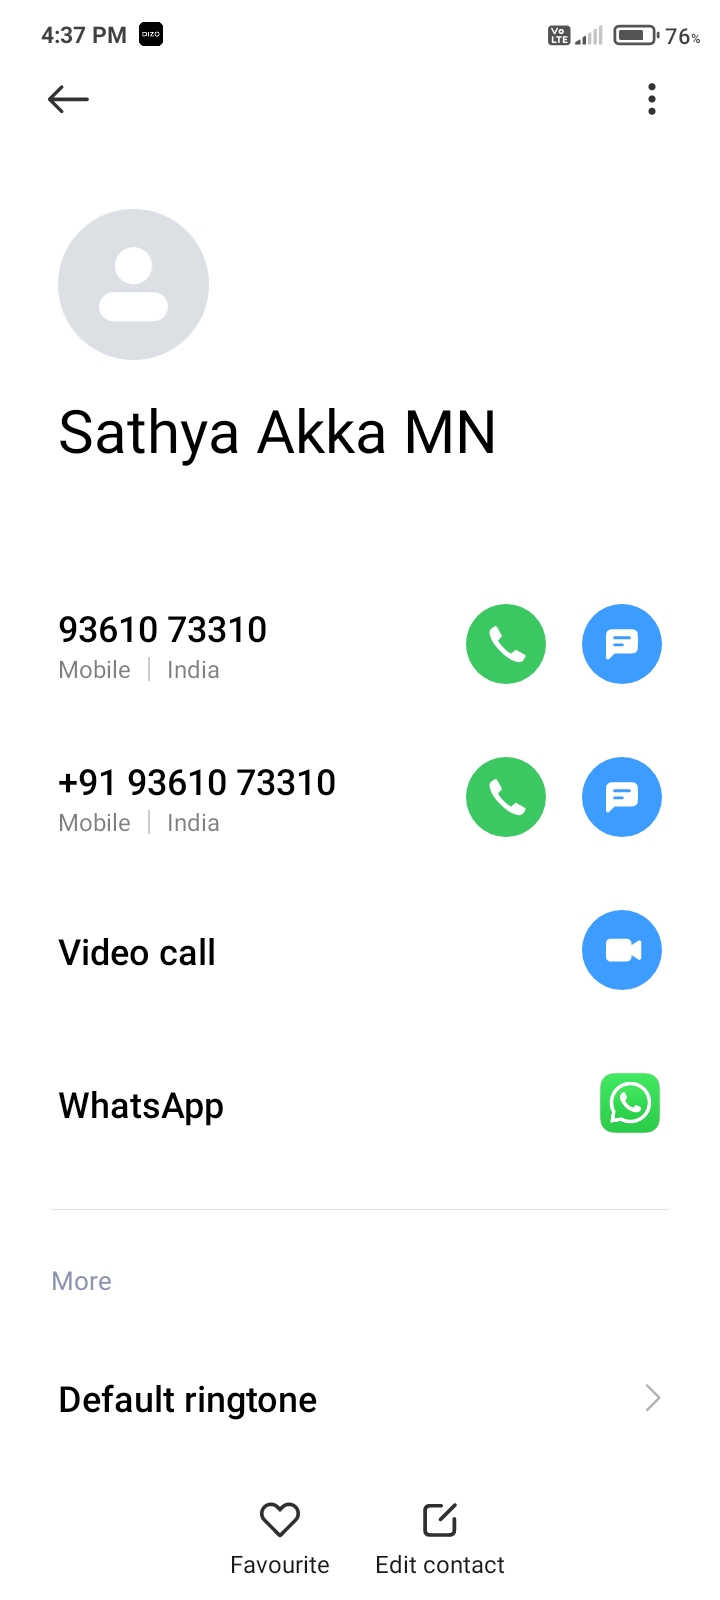 4:37 PM DIZO Vo LTE 76%
Sathya Akka MN
93610 73310
Mobile | India
+91 93610 73310
Mobile | India
Video call
WhatsApp
More
Default ringtone
Favourite Edit contact